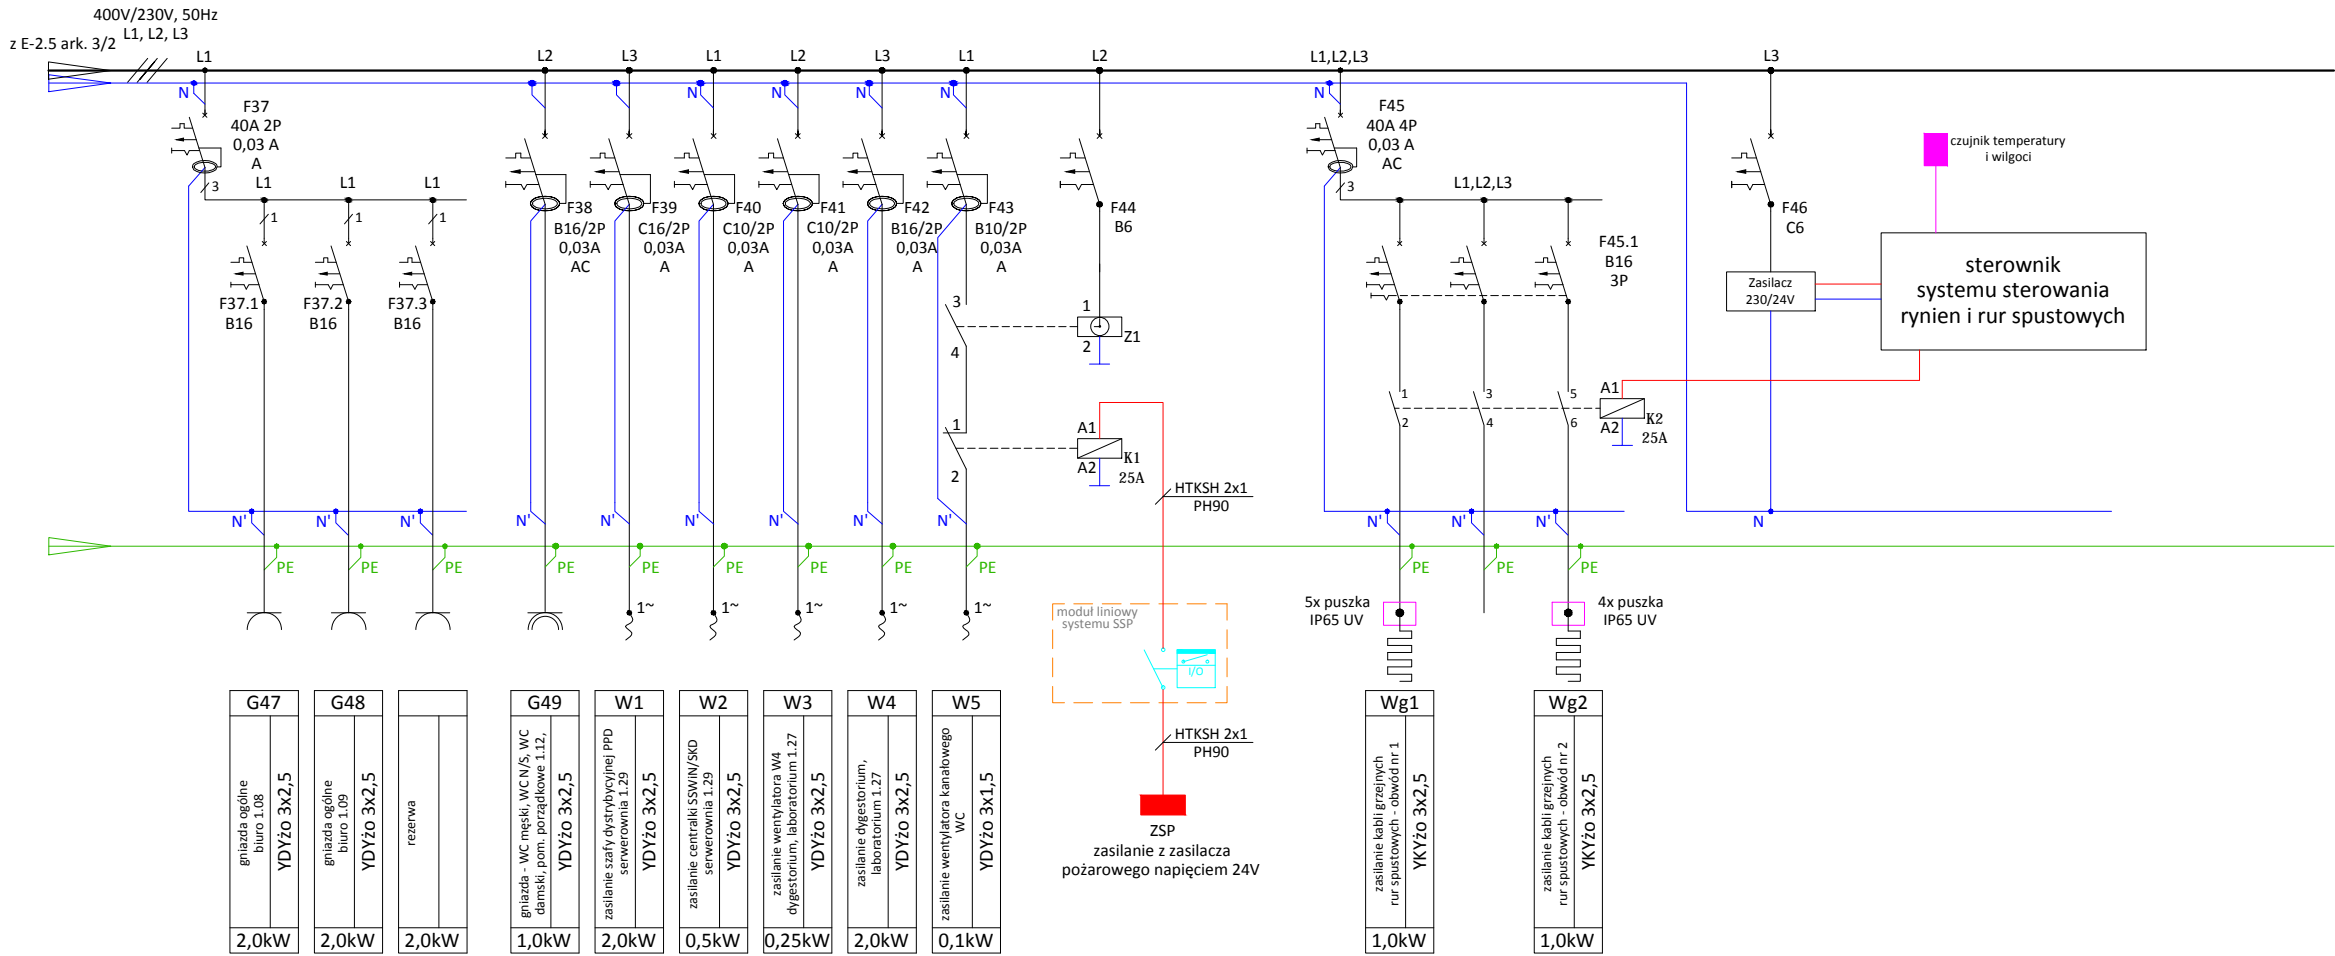 400V/230V, 50Hz
L1, L2, L3
z E-2.5 ark. 3/2
L1
L2
L3
L1
L2
L3
L1
L2
L1,L2,L3
L3
N
N
N
N
N
N
N
F37
40A 2P
0,03 A
A
3
L1
L1
L1
1
1
1
F37.1
B16
F37.2
B16
F37.3
B16
F38
B16/2P
0,03A
AC
F39
C16/2P
0,03A
A
F40
C10/2P
0,03A
A
F41
C10/2P
0,03A
A
F42
B16/2P
0,03A
A
F43
B10/2P
0,03A
A
F44
B6
3
4
1
2
Z1
1
2
A1
A2
K1
25A
HTKSH 2x1
PH90
F45
40A 4P
0,03 A
AC
3
L1,L2,L3
F45.1
B16
3P
1
2
3
4
5
6
A1
A2
K2
25A
F46
C6
Zasilacz
230/24V
czujnik temperatury
i wilgoci
sterownik
systemu sterowania
rynien i rur spustowych
N'
N'
N'
N'
N'
N'
N'
N'
N'
N'
N'
N'
N
PE
PE
PE
PE
PE
PE
PE
PE
PE
PE
PE
PE
1~
1~
1~
1~
1~
moduł liniowy
systemu SSP
I/O
HTKSH 2x1
PH90
ZSP
zasilanie z zasilacza
pożarowego napięciem 24V
5x puszka
IP65 UV
4x puszka
IP65 UV
G47
gniazda ogólne
biuro 1.08
YDYżo 3x2,5
2,0kW
G48
gniazda ogólne
biuro 1.09
YDYżo 3x2,5
2,0kW
rezerwa
2,0kW
G49
gniazda - WC męski, WC N/S, WC
damski, pom. porządkowe 1.12,
YDYżo 3x2,5
1,0kW
W1
zasilanie szafy dystrybycyjnej PPD
serwerownia 1.29
YDYżo 3x2,5
2,0kW
W2
zasilanie centralki SSWiN/SKD
serwerownia 1.29
YDYżo 3x2,5
0,5kW
W3
zasilanie wentylatora W4
dygestorium, laboratorium 1.27
YDYżo 3x2,5
0,25kW
W4
zasilanie dygestorium,
laboratorium 1.27
YDYżo 3x2,5
2,0kW
W5
zasilanie wentylatora kanałowego
WC
YDYżo 3x1,5
0,1kW
Wg1
zasilanie kabli grzejnych
rur spustowych - obwód nr 1
YKYżo 3x2,5
1,0kW
Wg2
zasilanie kabli grzejnych
rur spustowych - obwód nr 2
YKYżo 3x2,5
1,0kW